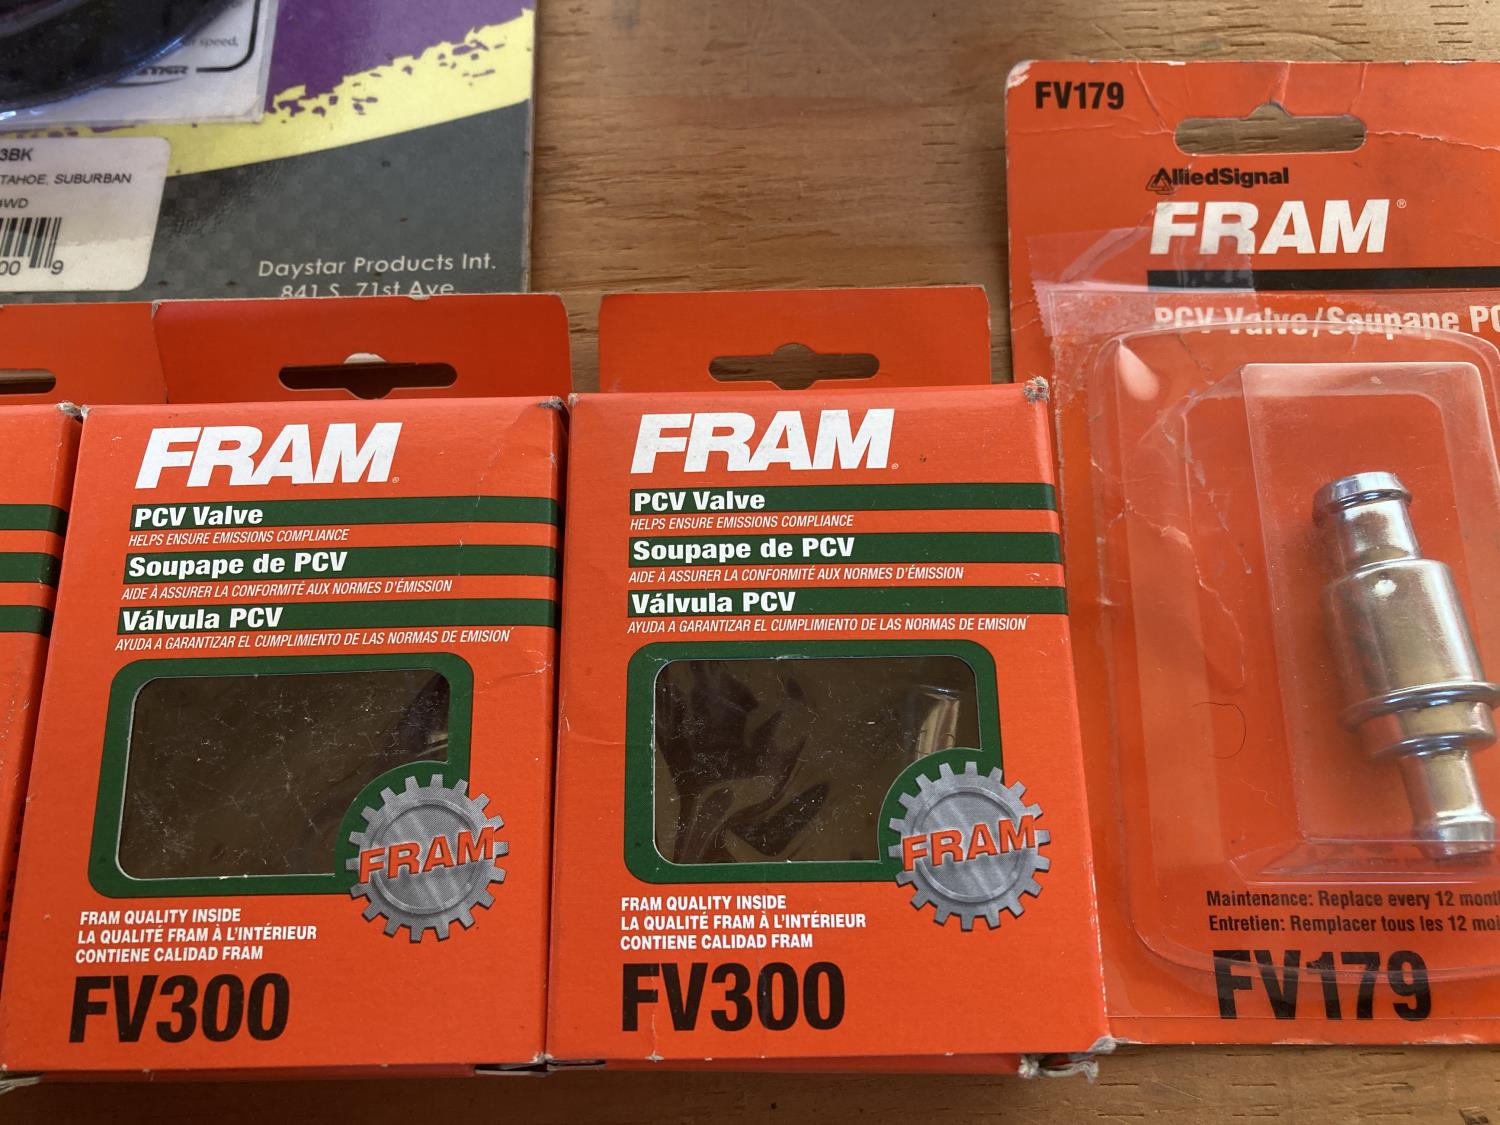 speed,
3BK
TAHOE, SUBURBAN
4WD
00 9
Daystar Products Int.
841 S. 71st Ave.
FRAM
PCV Valve
HELPS ENSURE EMISSIONS COMPLIANCE
Soupape de PCV
AIDE À ASSURER LA CONFORMITÉ AUX NORMES D'ÉMISSION
Válvula PCV
AYUDA A GARANTIZAR EL CUMPLIMIENTO DE LAS NORMAS DE EMISION
FRAM
FRAM QUALITY INSIDE
LA QUALITÉ FRAM À L'INTÉRIEUR
CONTIENE CALIDAD FRAM
FV300
FRAM
PCV Valve
HELPS ENSURE EMISSIONS COMPLIANCE
Soupape de PCV
AIDE À ASSURER LA CONFORMITÉ AUX NORMES D'ÉMISSION
Válvula PCV
AYUDA A GARANTIZAR EL CUMPLIMIENTO DE LAS NORMAS DE EMISION
FRAM
FRAM QUALITY INSIDE
LA QUALITÉ FRAM À L'INTÉRIEUR
CONTIENE CALIDAD FRAM
FV300
FV179
AlliedSignal
FRAM®
PCV Valve/Soupape PC
Maintenance: Replace every 12 mont
Entretien: Remplacer tous les 12 moi
FV179